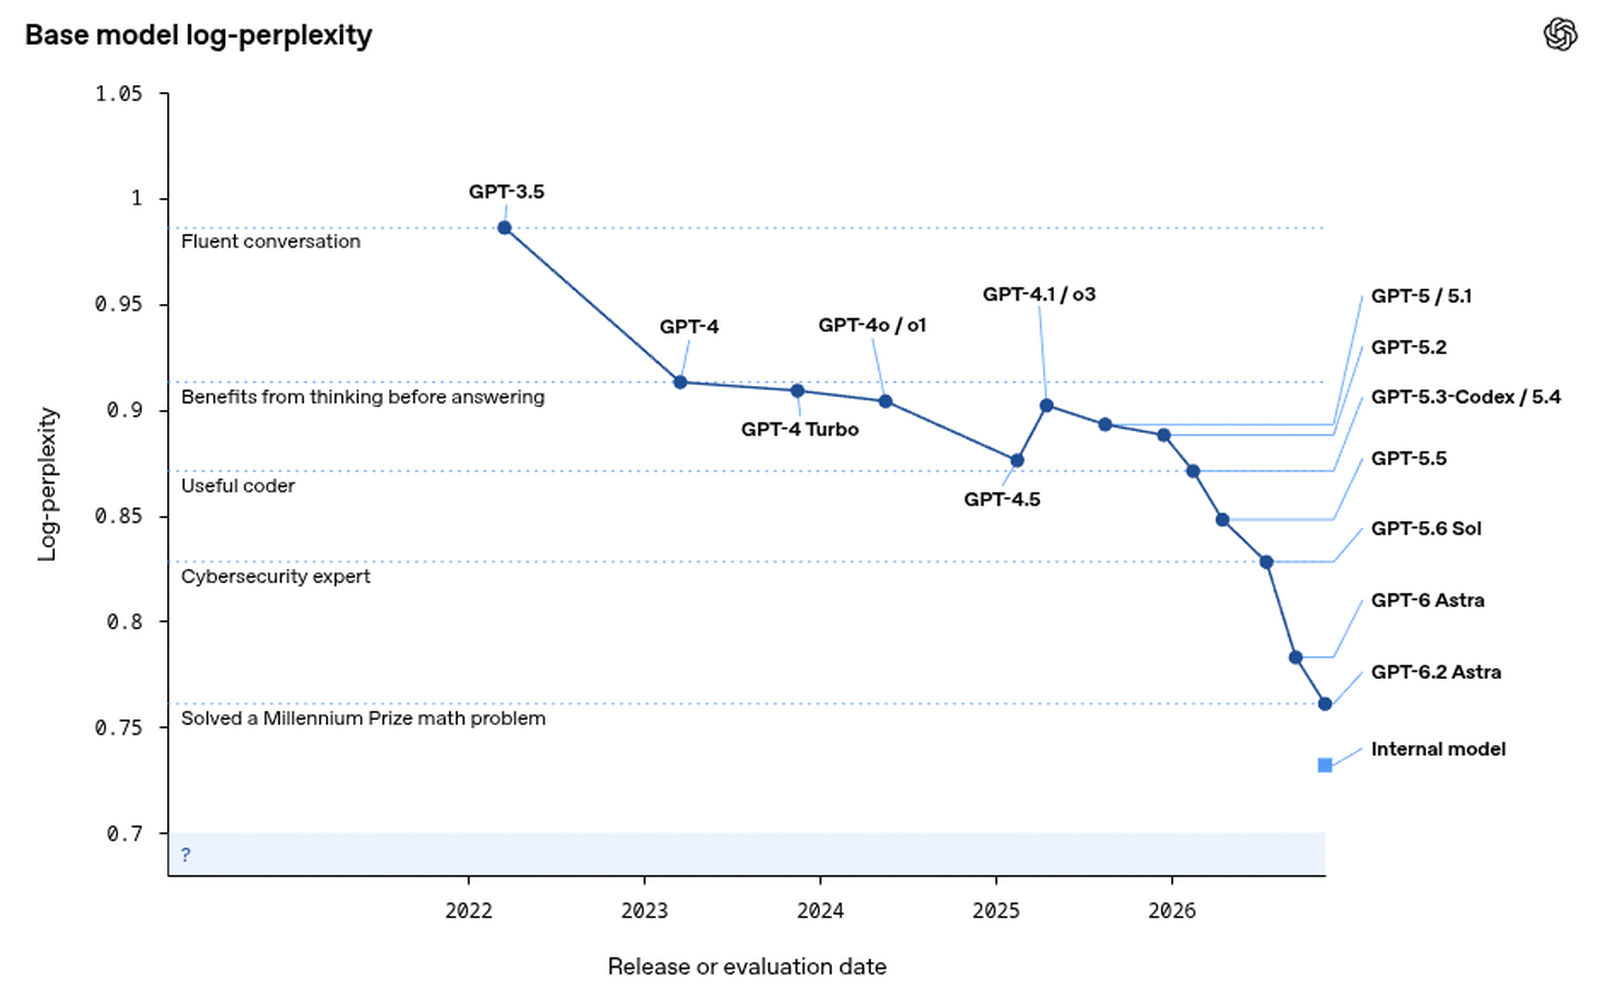 Base model log-perplexity
1.05
1
0.95
0.9
0.85
0.8
0.75
0.7
Log-perplexity
GPT-3.5
Fluent conversation
GPT-4
GPT-4 Turbo
GPT-4o / o1
GPT-4.5
GPT-4.1 / o3
GPT-5 / 5.1
GPT-5.2
GPT-5.3-Codex / 5.4
GPT-5.5
GPT-5.6 Sol
GPT-6 Astra
GPT-6.2 Astra
Internal model
Benefits from thinking before answering
Useful coder
Cybersecurity expert
Solved a Millennium Prize math problem
?
2022
2023
2024
2025
2026
Release or evaluation date